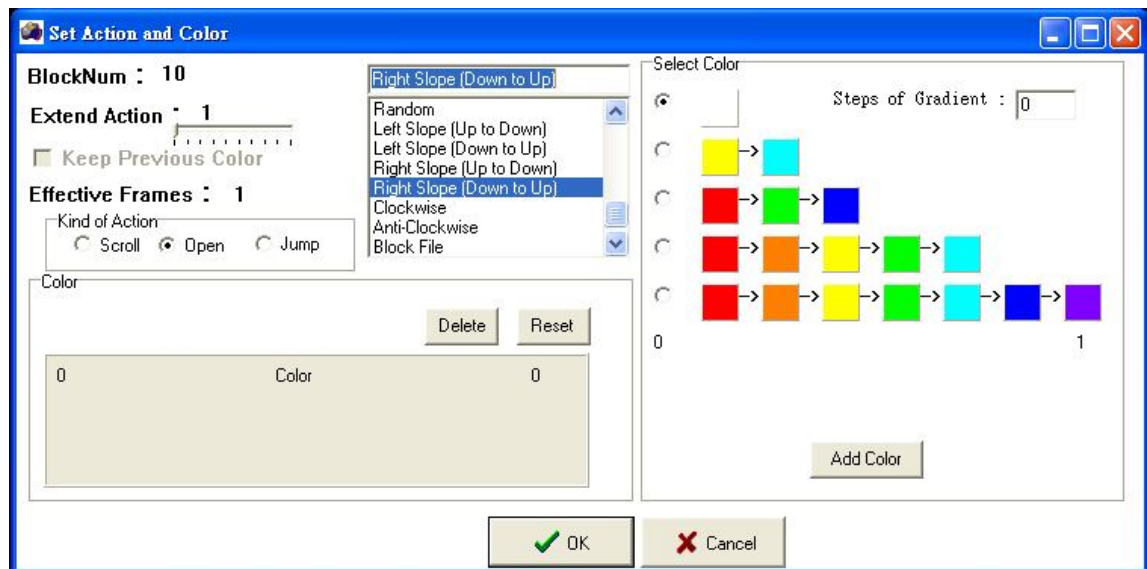 Set Action and Color
BlockNum : 10
Extend Action : 1
Keep Previous Color
Effective Frames : 1
Kind of Action
Scroll Open Jump
Right Slope (Down to Up)
Random
Left Slope (Up to Down)
Left Slope (Down to Up)
Right Slope (Up to Down)
Right Slope (Down to Up)
Clockwise
Anti-Clockwise
Block File
Color
Delete Reset
0 Color 0
Select Color
Steps of Gradient : 0
->
-> ->
-> -> -> ->
-> -> -> -> -> ->
0 1
Add Color
OK Cancel